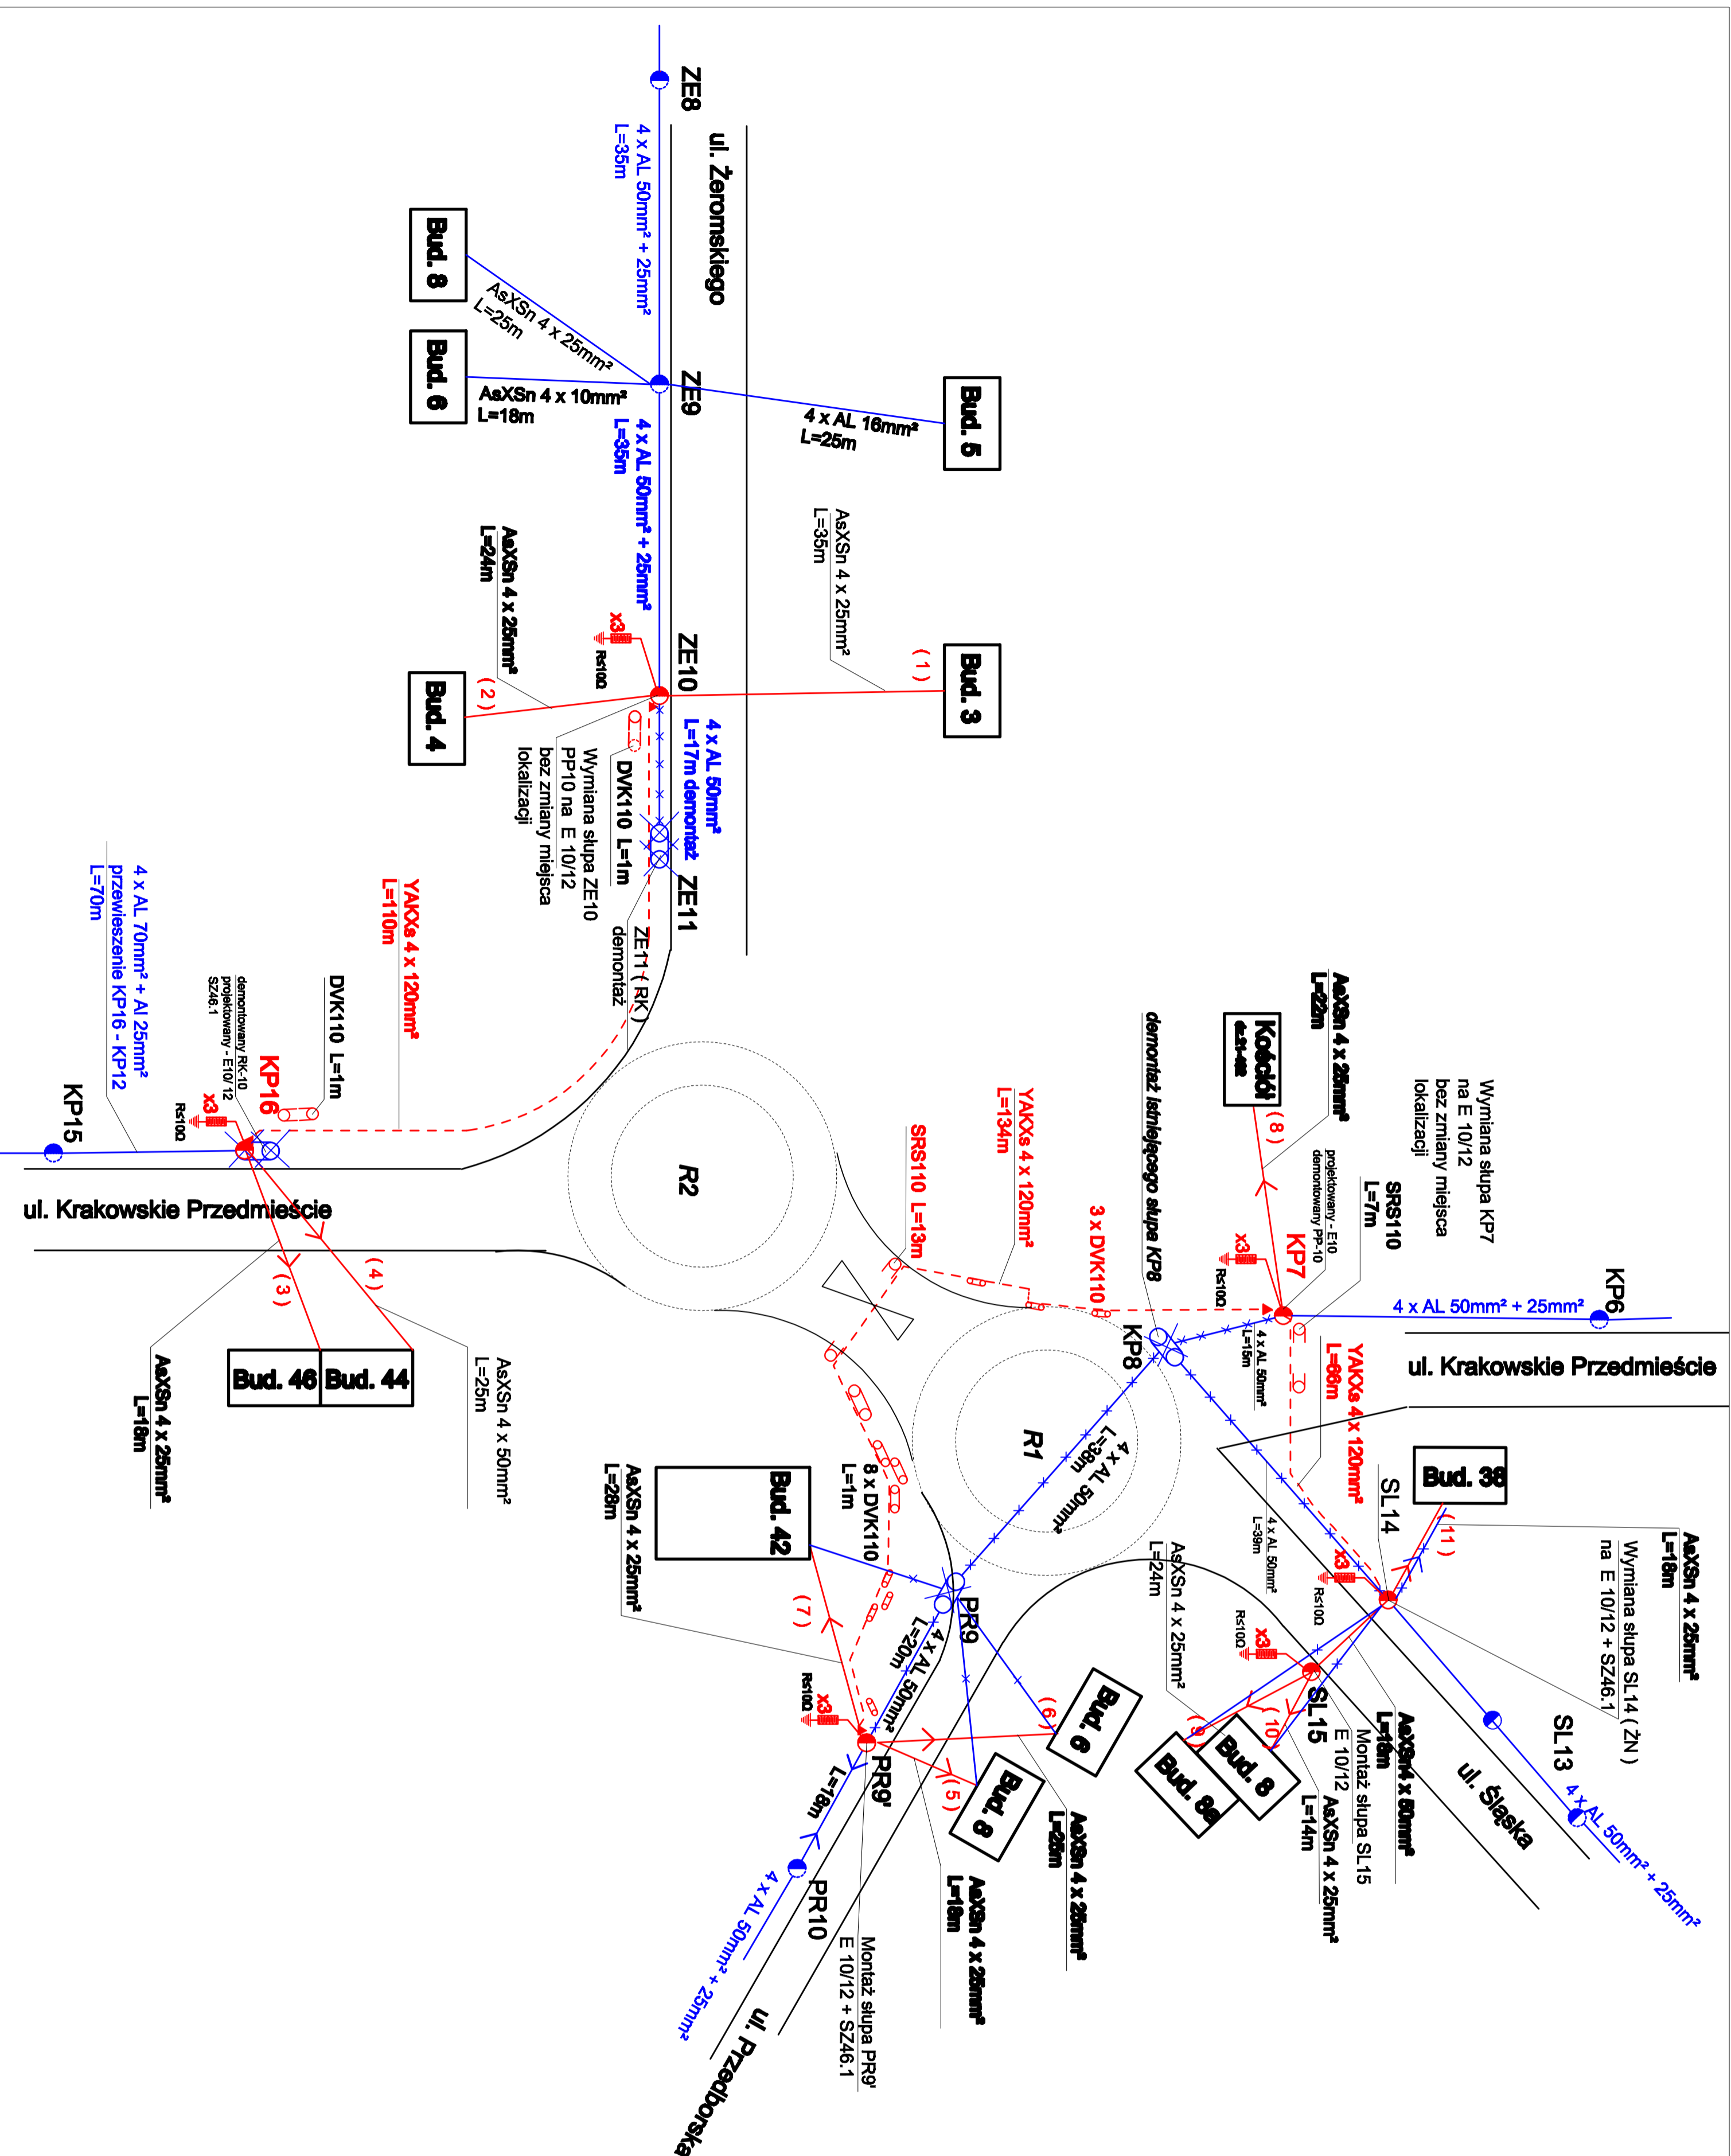 ZE8
4 x AL 50mm² + 25mm²
L=35m
ul. Żeromskiego
Bud. 8
AsXSn 4 x 25mm²
L=25m
Bud. 6
AsXSn 4 x 10mm²
L=18m
ZE9
4 x AL 16mm²
L=25m
Bud. 5
4 x AL 50mm² + 25mm²
L=35m
AsXSn 4 x 25mm²
L=35m
( 1 )
Bud. 3
AsXSn 4 x 25mm²
L=24m
( 2 )
Bud. 4
x3
R≤10Ω
ZE10
4 x AL 50mm²
L=17m demontaż
DVK110 L=1m
Wymiana słupa ZE10
PP10 na E 10/12
bez zmiany miejsca
lokalizacji
ZE11
ZE11 ( RK )
demontaż
YAKXs 4 x 120mm²
L=110m
4 x AL 70mm² + Al 25mm²
przewieszenie KP16 - KP12
L=70m
DVK110 L=1m
demontowany RK-10
projektowany - E10/ 12
SZ46.1
KP16
x3
R≤10Ω
KP15
ul. Krakowskie Przedmieście
( 3 )
( 4 )
AsXSn 4 x 50mm²
L=25m
AsXSn 4 x 25mm²
L=18m
Bud. 46
Bud. 44
R2
R1
SRS110 L=13m
YAKXs 4 x 120mm²
L=134m
3 x DVK110
demontaż istniejącego słupa KP8
KP8
Kościół
dz.21-482
AsXSn 4 x 25mm²
L=22m
( 8 )
Wymiana słupa KP7
na E 10/12
bez zmiany miejsca
lokalizacji
projektowany - E10
demontowany PP-10
SRS110
L=7m
KP7
x3
R≤10Ω
KP6
4 x AL 50mm² + 25mm²
ul. Krakowskie Przedmieście
4 x AL 50mm²
L=15m
YAKXs 4 x 120mm²
L=66m
4 x AL 50mm²
L=38m
4 x AL 50mm²
L=39m
Bud. 38
SL14
( 11 )
AsXSn 4 x 25mm²
L=18m
Wymiana słupa SL14 ( ŻN )
na E 10/12 + SZ46.1
x3
R≤10Ω
x3
R≤10Ω
SL15
AsXSn 4 x 25mm²
L=24m
( 9 )
( 10 )
Bud. 8
Bud. 8a
AsXSn4 x 50mm²
L=18m
Montaż słupa SL15
E 10/12
AsXSn 4 x 25mm²
L=14m
SL13
4 x AL 50mm² + 25mm²
ul. Śląska
Bud. 42
8 x DVK110
L=1m
AsXSn 4 x 25mm²
L=28m
( 7 )
PR9
4 x AL 50mm²
L=20m
x3
R≤10Ω
PR9'
( 6 )
Bud. 6
( 5 )
Bud. 8
AsXSn 4 x 25mm²
L=25m
AsXSn 4 x 25mm²
L=18m
L=18m
PR10
4 x AL 50mm² + 25mm²
Montaż słupa PR9'
E 10/12 + SZ46.1
ul. Przedborska